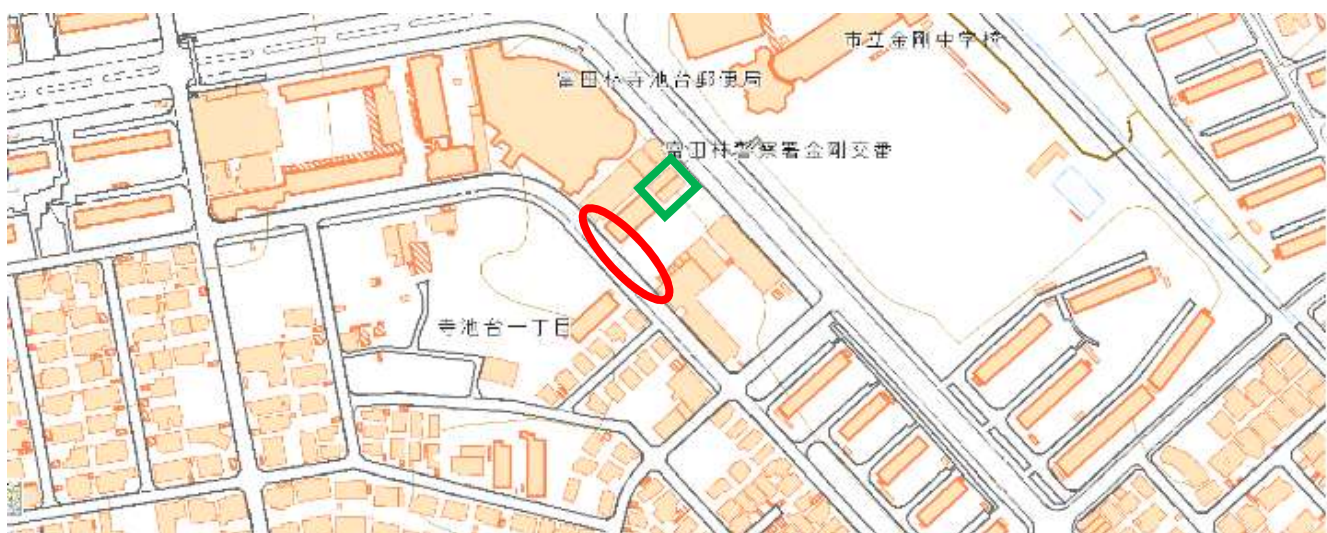 市立金剛中学校
富田林寺池台郵便局
富田林警察署金剛交番
寺池台一丁目